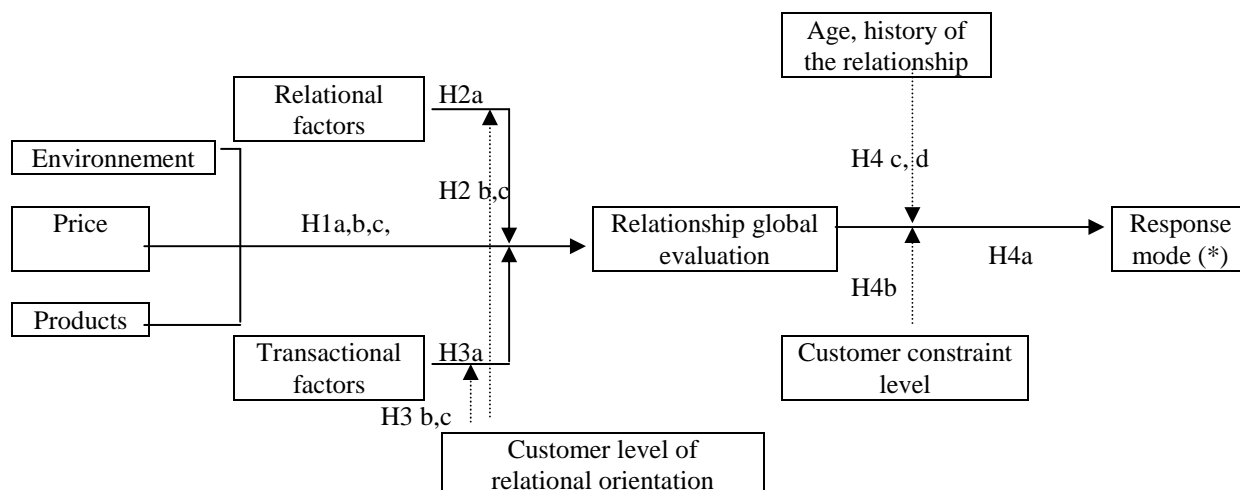 Age, history of
the relationship
Relational
factors
H2a
Environnement
H4 c, d
H2 b,c
Price
H1a,b,c,
Relationship global
evaluation
Response
mode (*)
H4a
H4b
Products
Transactional
factors
H3a
Customer constraint
level
H3 b,c
Customer level of
relational orientation